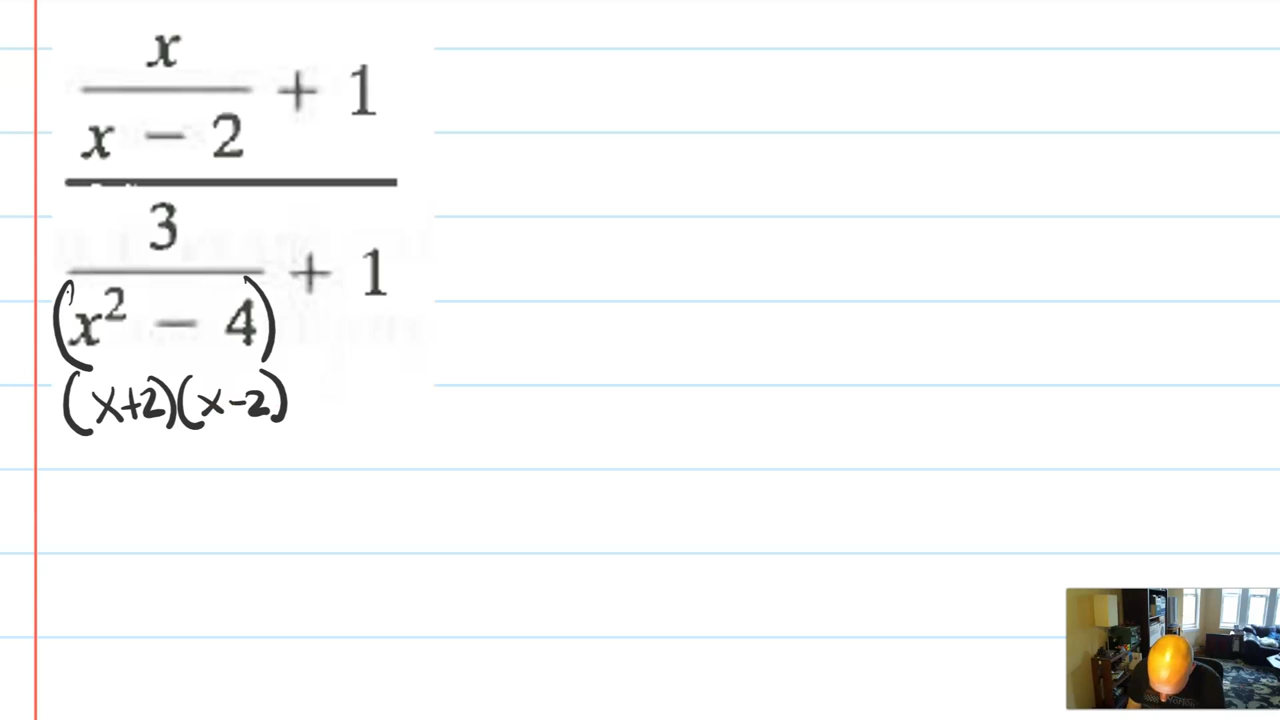 x
――― + 1
x − 2
―――――
3
――― + 1
(x² − 4)
(x+2)(x-2)